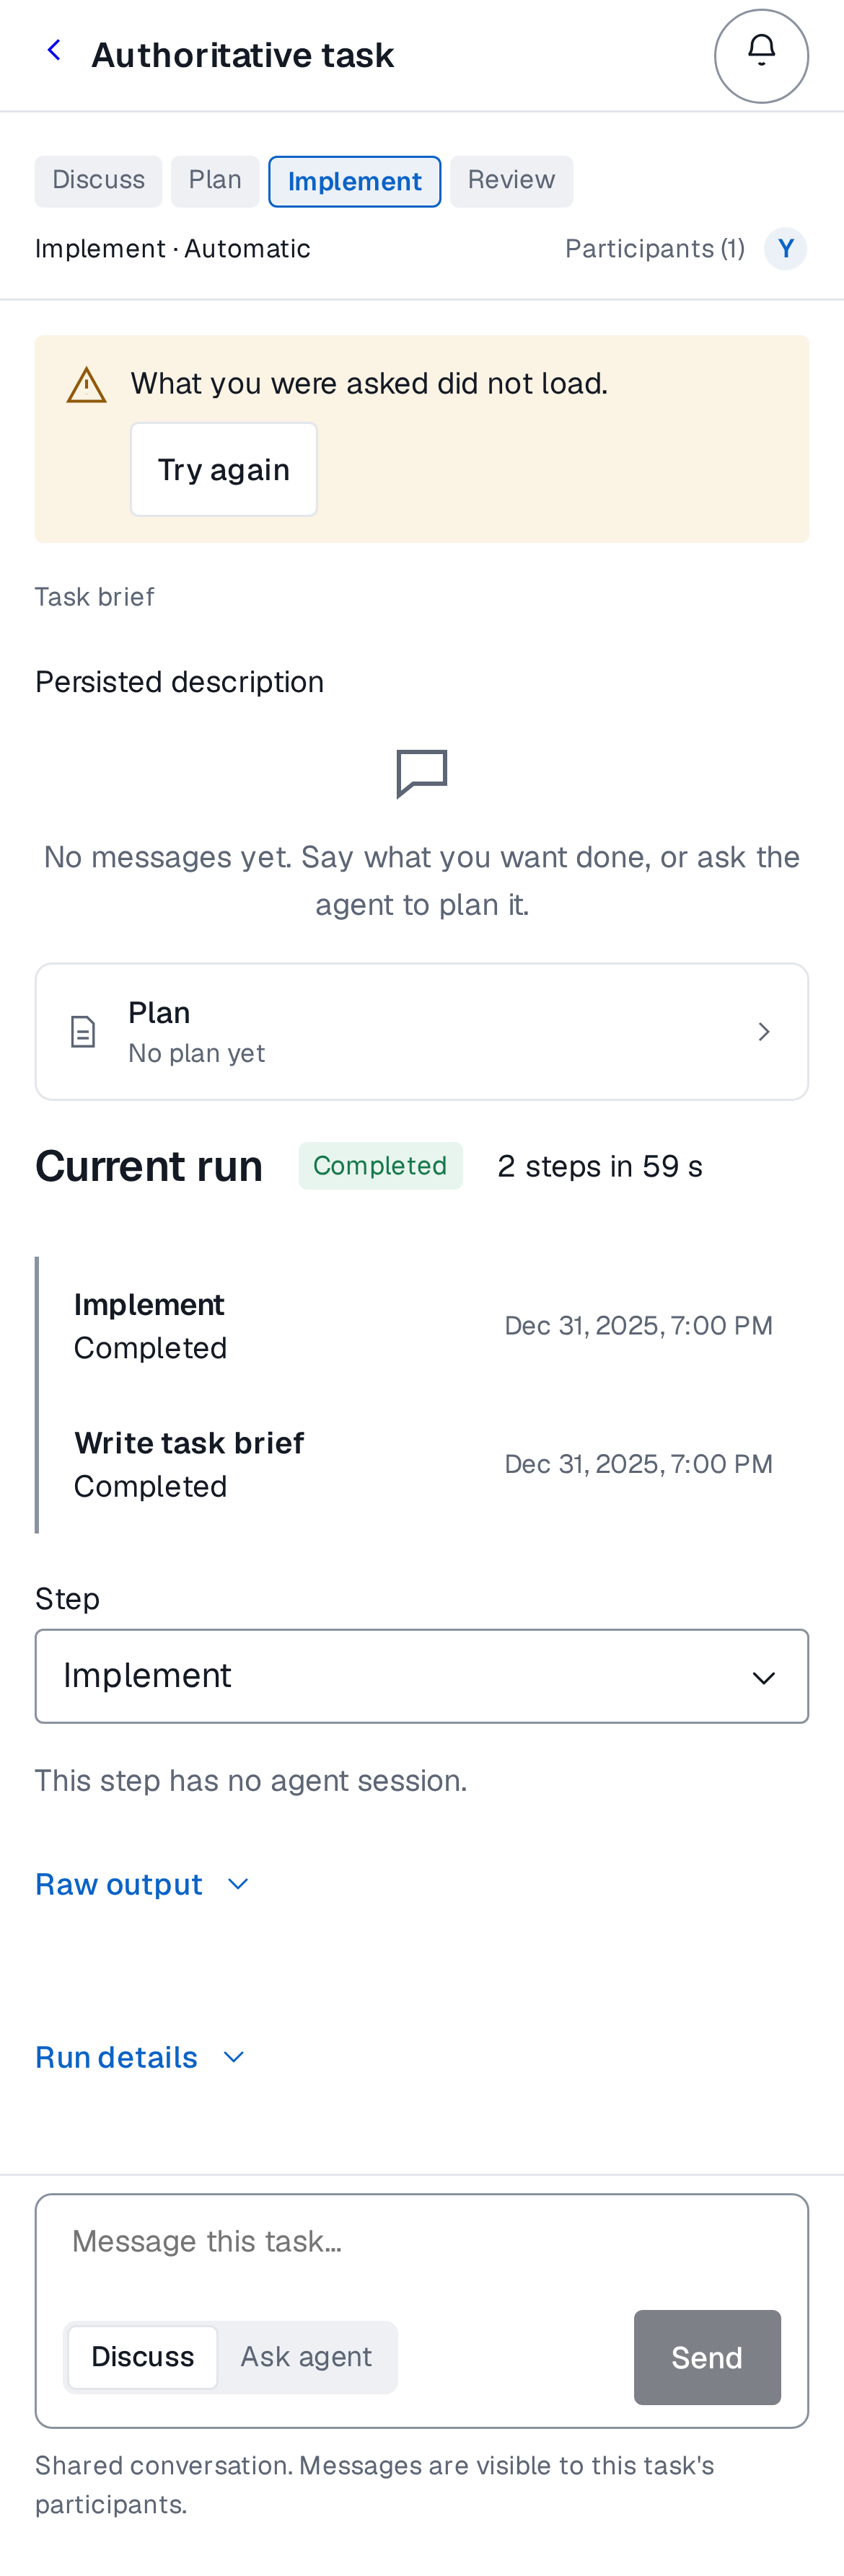 Authoritative task
Discuss
Plan
Implement
Review
Implement · Automatic
Participants (1)
Y
What you were asked did not load.
Try again
Task brief
Persisted description
No messages yet. Say what you want done, or ask the
agent to plan it.
Plan
No plan yet
Current run
Completed
2 steps in 59 s
Implement
Completed
Dec 31, 2025, 7:00 PM
Write task brief
Completed
Dec 31, 2025, 7:00 PM
Step
Implement
This step has no agent session.
Raw output
Run details
Message this task...
Discuss
Ask agent
Send
Shared conversation. Messages are visible to this task's
participants.